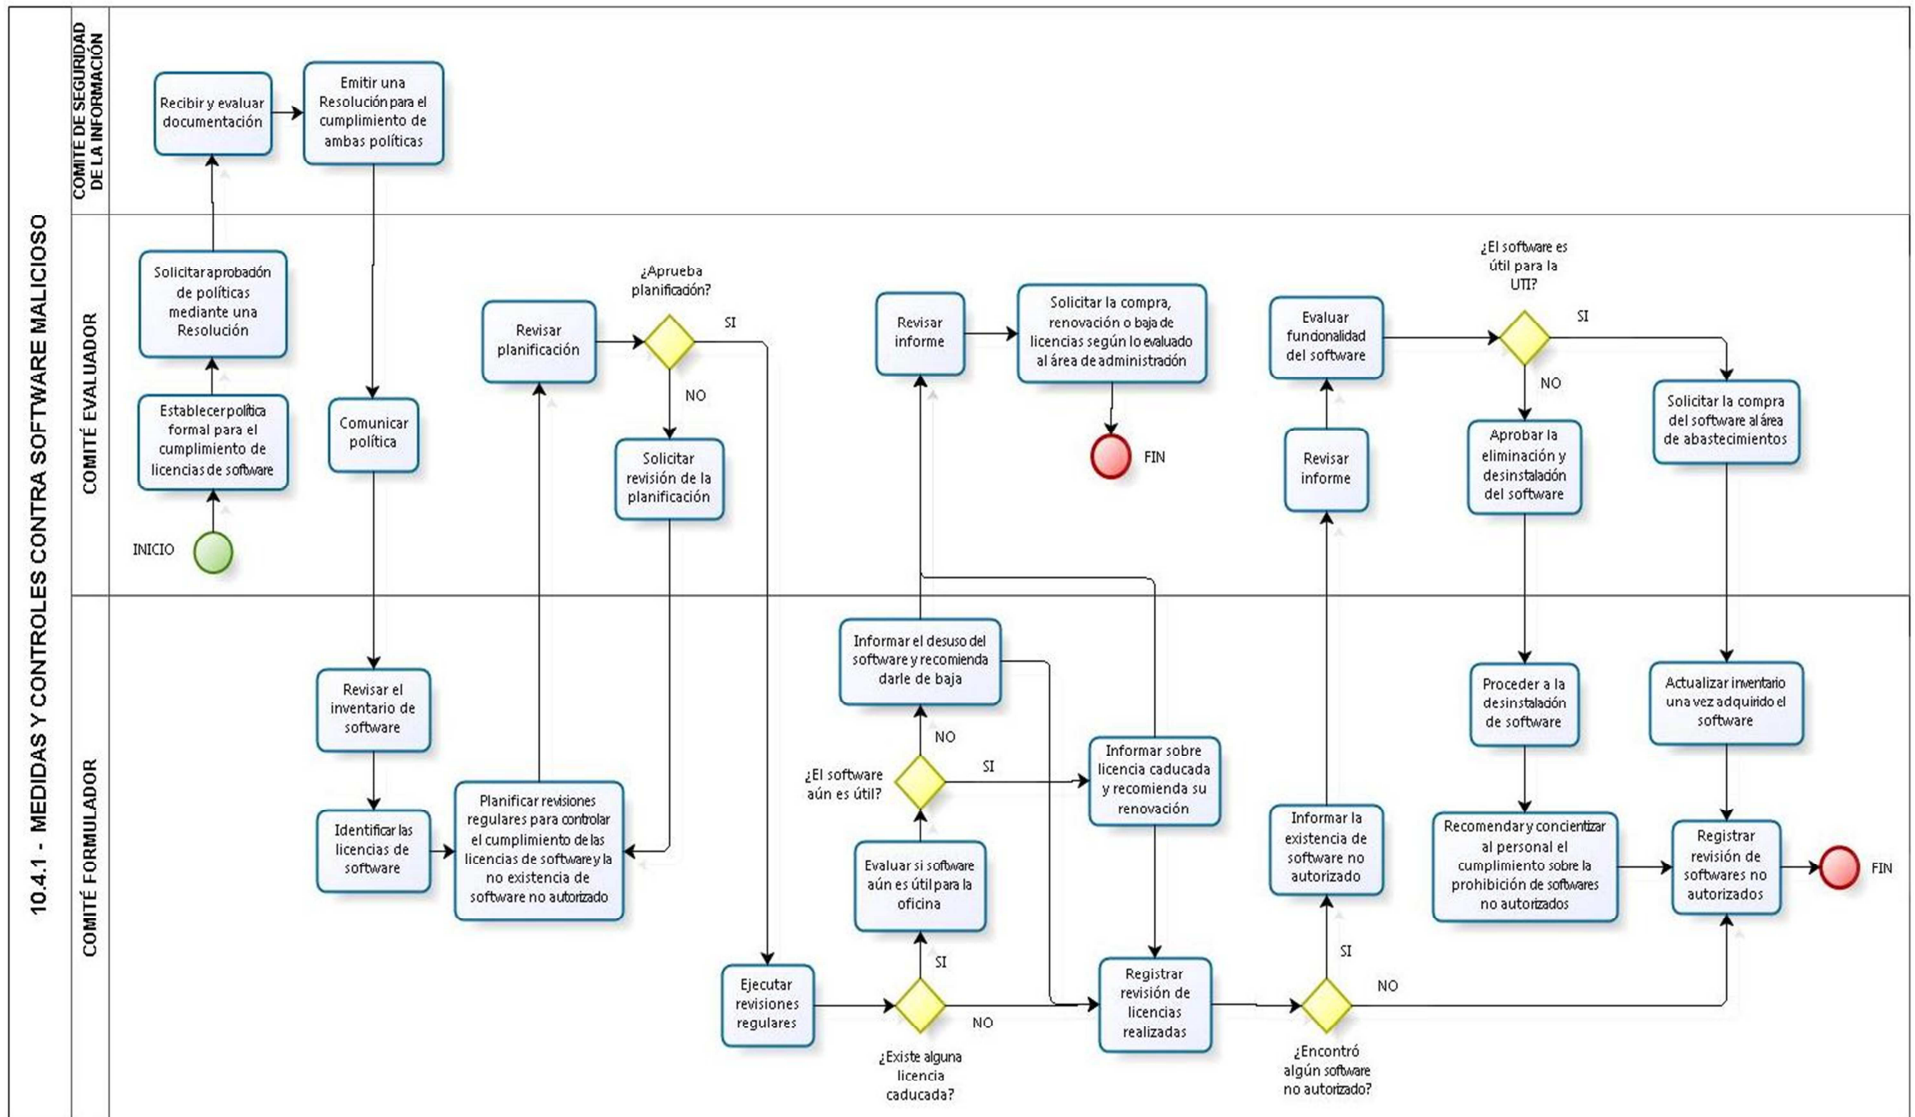 10.4.1 - MEDIDAS Y CONTROLES CONTRA SOFTWARE MALICIOSO
COMITE DE SEGURIDAD
DE LA INFORMACIÓN
Recibir y evaluar
documentación
Emitir una
Resolución para el
cumplimiento de
ambas políticas
COMITÉ EVALUADOR
Solicitar aprobación
de políticas
mediante una
Resolución
Establecer política
formal para el
cumplimiento de
licencias de software
INICIO
Comunicar
política
Revisar
planificación
¿Aprueba
planificación?
SI
NO
Solicitar
revisión de la
planificación
Revisar
informe
Solicitar la compra,
renovación o baja de
licencias según lo evaluado
al área de administración
FIN
Evaluar
funcionalidad
del software
Revisar
informe
¿El software es
útil para la
UTI?
SI
NO
Aprobar la
eliminación y
desinstalación
del software
Solicitar la compra
del software al área
de abastecimientos
COMITÉ FORMULADOR
Revisar el
inventario de
software
Identificar las
licencias de
software
Planificar revisiones
regulares para controlar
el cumplimiento de las
licencias de software y la
no existencia de
software no autorizado
Ejecutar
revisiones
regulares
¿Existe alguna
licencia
caducada?
SI
NO
Evaluar si software
aún es útil para la
oficina
¿El software
aún es útil?
NO
SI
Informar el desuso del
software y recomienda
darle de baja
Informar sobre
licencia caducada
y recomienda su
renovación
Registrar
revisión de
licencias
realizadas
¿Encontró
algún software
no autorizado?
SI
NO
Informar la
existencia de
software no
autorizado
Proceder a la
desinstalación
de software
Recomendar y concientizar
al personal el
cumplimiento sobre la
prohibición de softwares
no autorizados
Actualizar inventario
una vez adquirido el
software
Registrar
revisión de
softwares no
autorizados
FIN